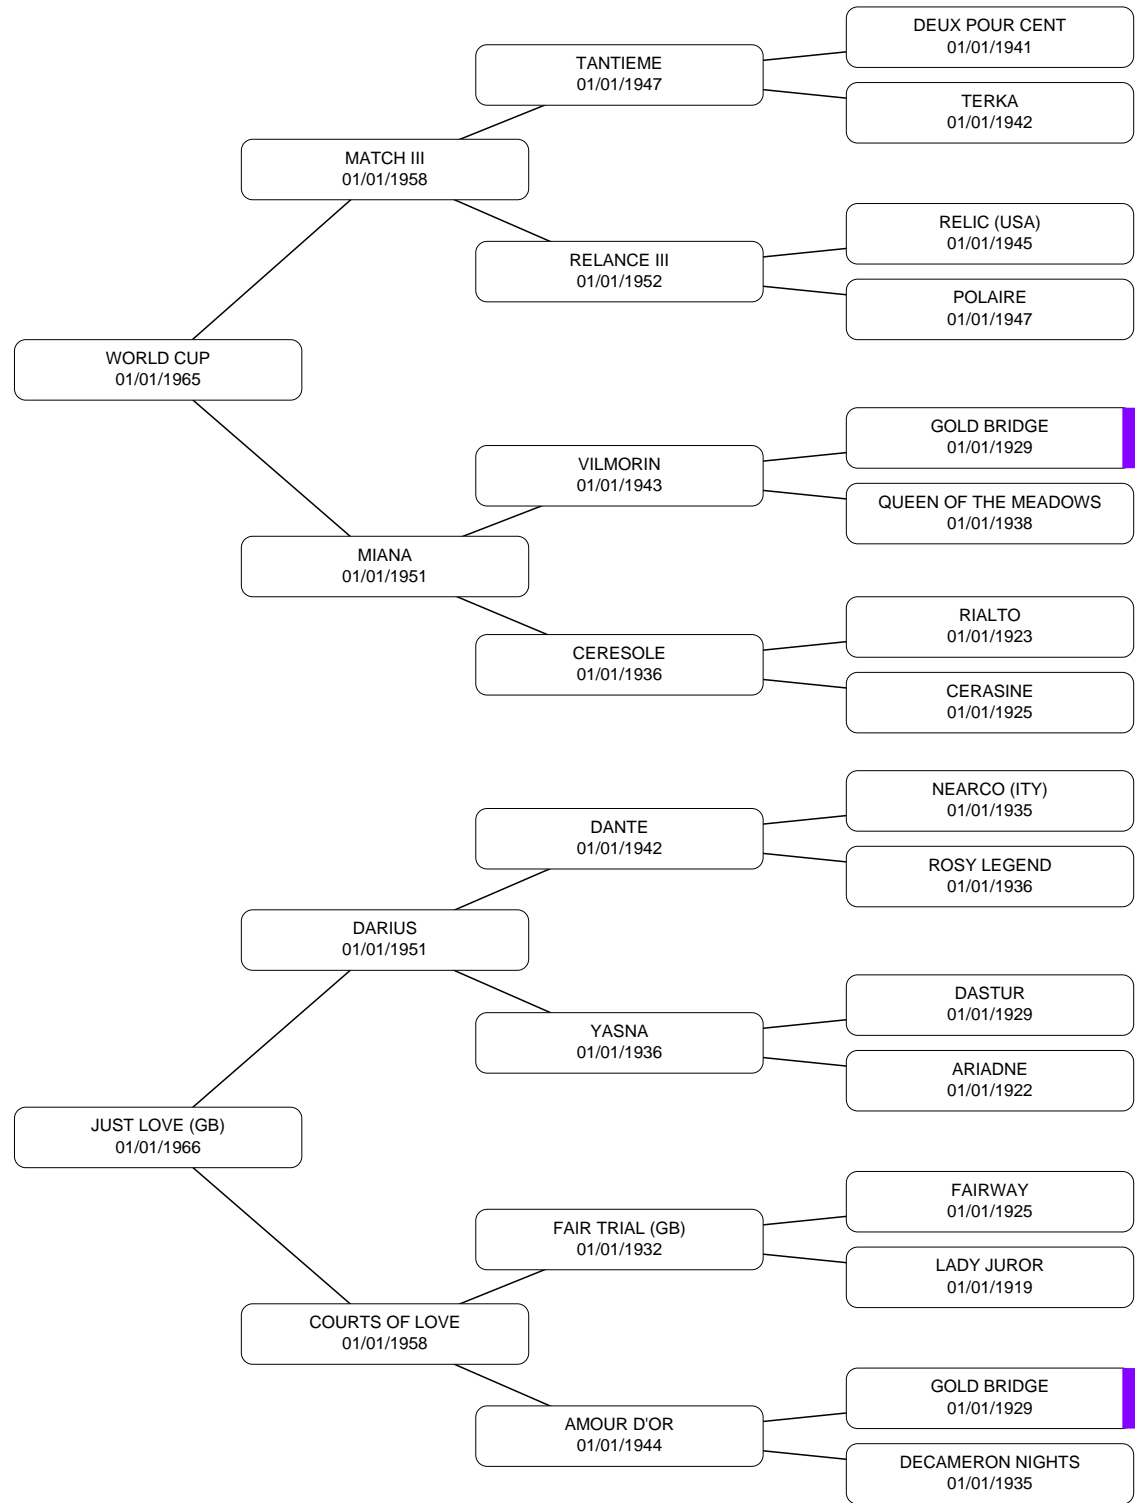 DEUX POUR CENT
01/01/1941
TANTIEME
01/01/1947
TERKA
01/01/1942
MATCH III
01/01/1958
RELIC (USA)
01/01/1945
RELANCE III
01/01/1952
POLAIRE
01/01/1947
WORLD CUP
01/01/1965
GOLD BRIDGE
01/01/1929
VILMORIN
01/01/1943
QUEEN OF THE MEADOWS
01/01/1938
MIANA
01/01/1951
RIALTO
01/01/1923
CERESOLE
01/01/1936
CERASINE
01/01/1925
NEARCO (ITY)
01/01/1935
DANTE
01/01/1942
ROSY LEGEND
01/01/1936
DARIUS
01/01/1951
DASTUR
01/01/1929
YASNA
01/01/1936
ARIADNE
01/01/1922
JUST LOVE (GB)
01/01/1966
FAIRWAY
01/01/1925
FAIR TRIAL (GB)
01/01/1932
LADY JUROR
01/01/1919
COURTS OF LOVE
01/01/1958
GOLD BRIDGE
01/01/1929
AMOUR D'OR
01/01/1944
DECAMERON NIGHTS
01/01/1935